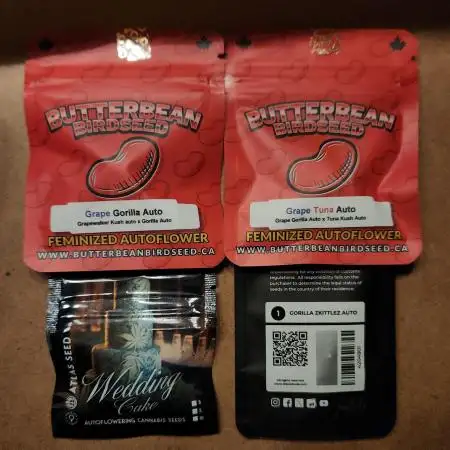 BUTTERBEAN
BIRDSEED
Grape Gorilla Auto
Grapewalker Kush auto x Gorilla Auto
FEMINIZED AUTOFLOWER
WWW.BUTTERBEANBIRDSEED.CA
BUTTERBEAN
BIRDSEED
Grape Tuna Auto
Grape Gorilla Auto x Tuna Kush Auto
FEMINIZED AUTOFLOWER
WWW.BUTTERBEANBIRDSEED.CA
ATLAS SEED
Wedding
Cake
AUTOFLOWERING CANNABIS SEEDS
regulations. All responsibility falls on the
purchaser to determine the legal status of
seeds in the country of their residence.
1 GORILLA ZKITTLEZ AUTO
All rights reserved